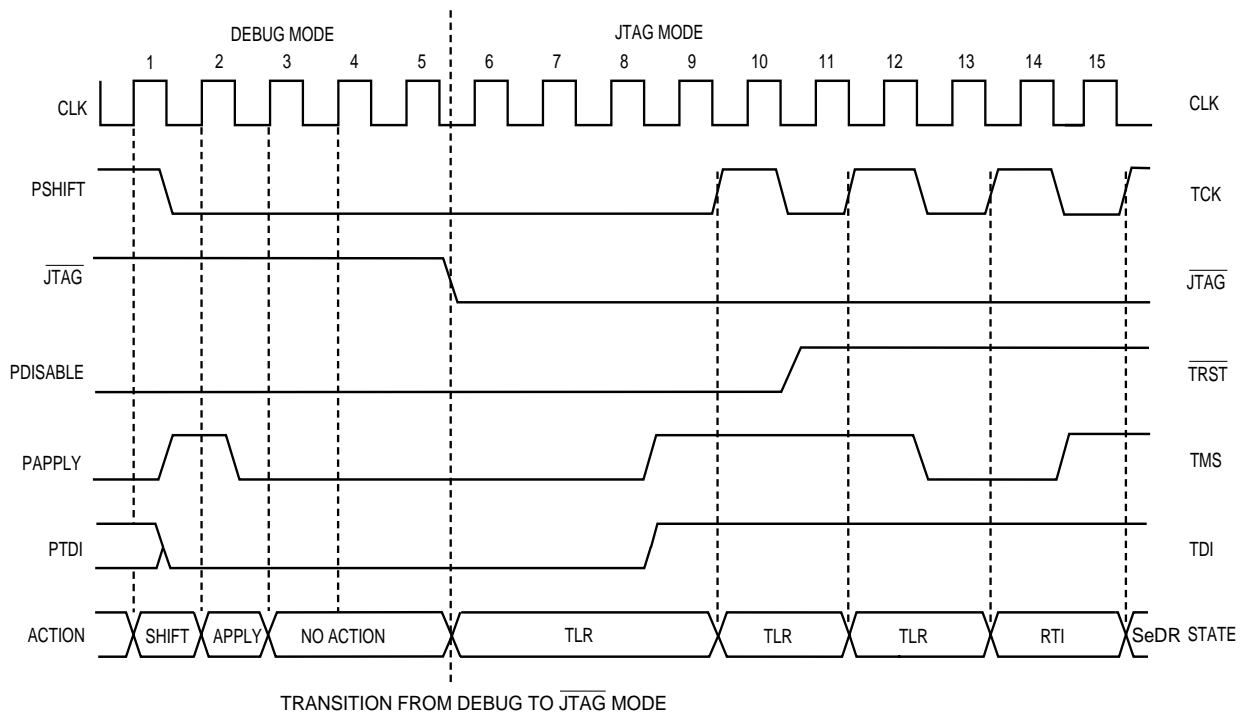 DEBUG MODE JTAG MODE
1 2 3 4 5 6 7 8 9 10 11 12 13 14 15
CLK CLK
PSHIFT TCK
JTAG JTAG
PDISABLE TRST
PAPPLY TMS
PTDI TDI
ACTION SHIFT APPLY NO ACTION TLR TLR TLR RTI SeDR STATE
TRANSITION FROM DEBUG TO JTAG MODE